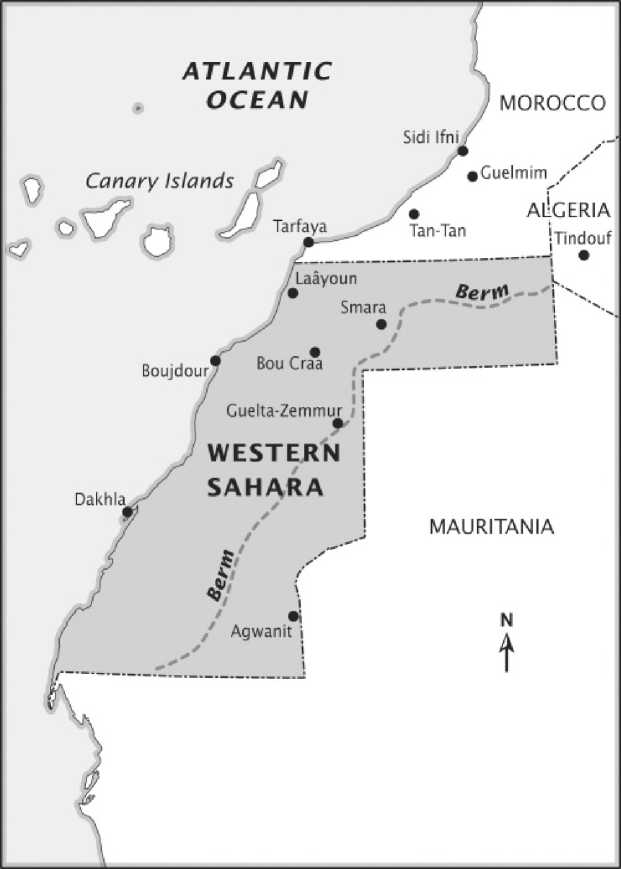 ATLANTIC
OCEAN
MOROCCO
Sidi Ifni
Guelmim
Canary Islands
ALGERIA
Tarfaya
Tan-Tan
Tindouf
Laâyoun
Berm
Smara
Boujdour
Bou Craa
Guelta-Zemmur
WESTERN
SAHARA
Dakhla
MAURITANIA
Berm
Agwanit
N